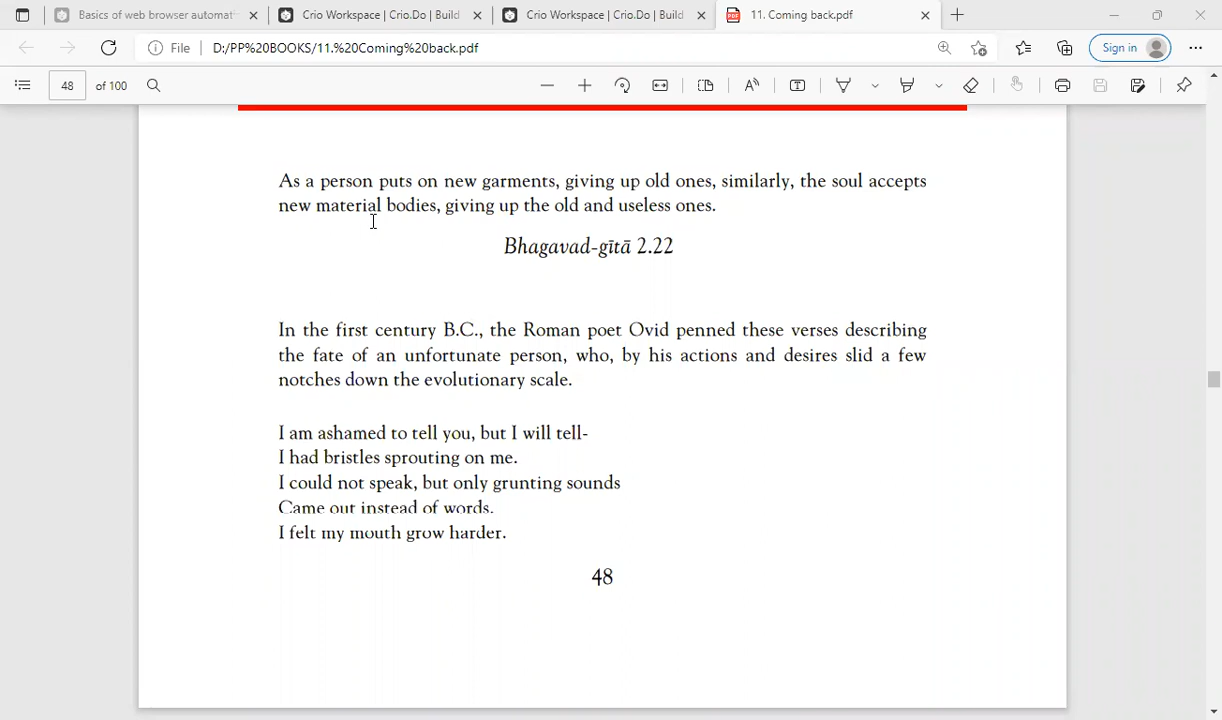 Basics of web browser automat
Crio Workspace | Crio.Do | Build
Crio Workspace | Crio.Do | Build
11. Coming back.pdf
File
D:/PP%20BOOKS/11.%20Coming%20back.pdf
Sign in
48 of 100
As a person puts on new garments, giving up old ones, similarly, the soul accepts
new material bodies, giving up the old and useless ones.
Bhagavad-gītā 2.22
In the first century B.C., the Roman poet Ovid penned these verses describing
the fate of an unfortunate person, who, by his actions and desires slid a few
notches down the evolutionary scale.
I am ashamed to tell you, but I will tell-
I had bristles sprouting on me.
I could not speak, but only grunting sounds
Came out instead of words.
I felt my mouth grow harder.
48